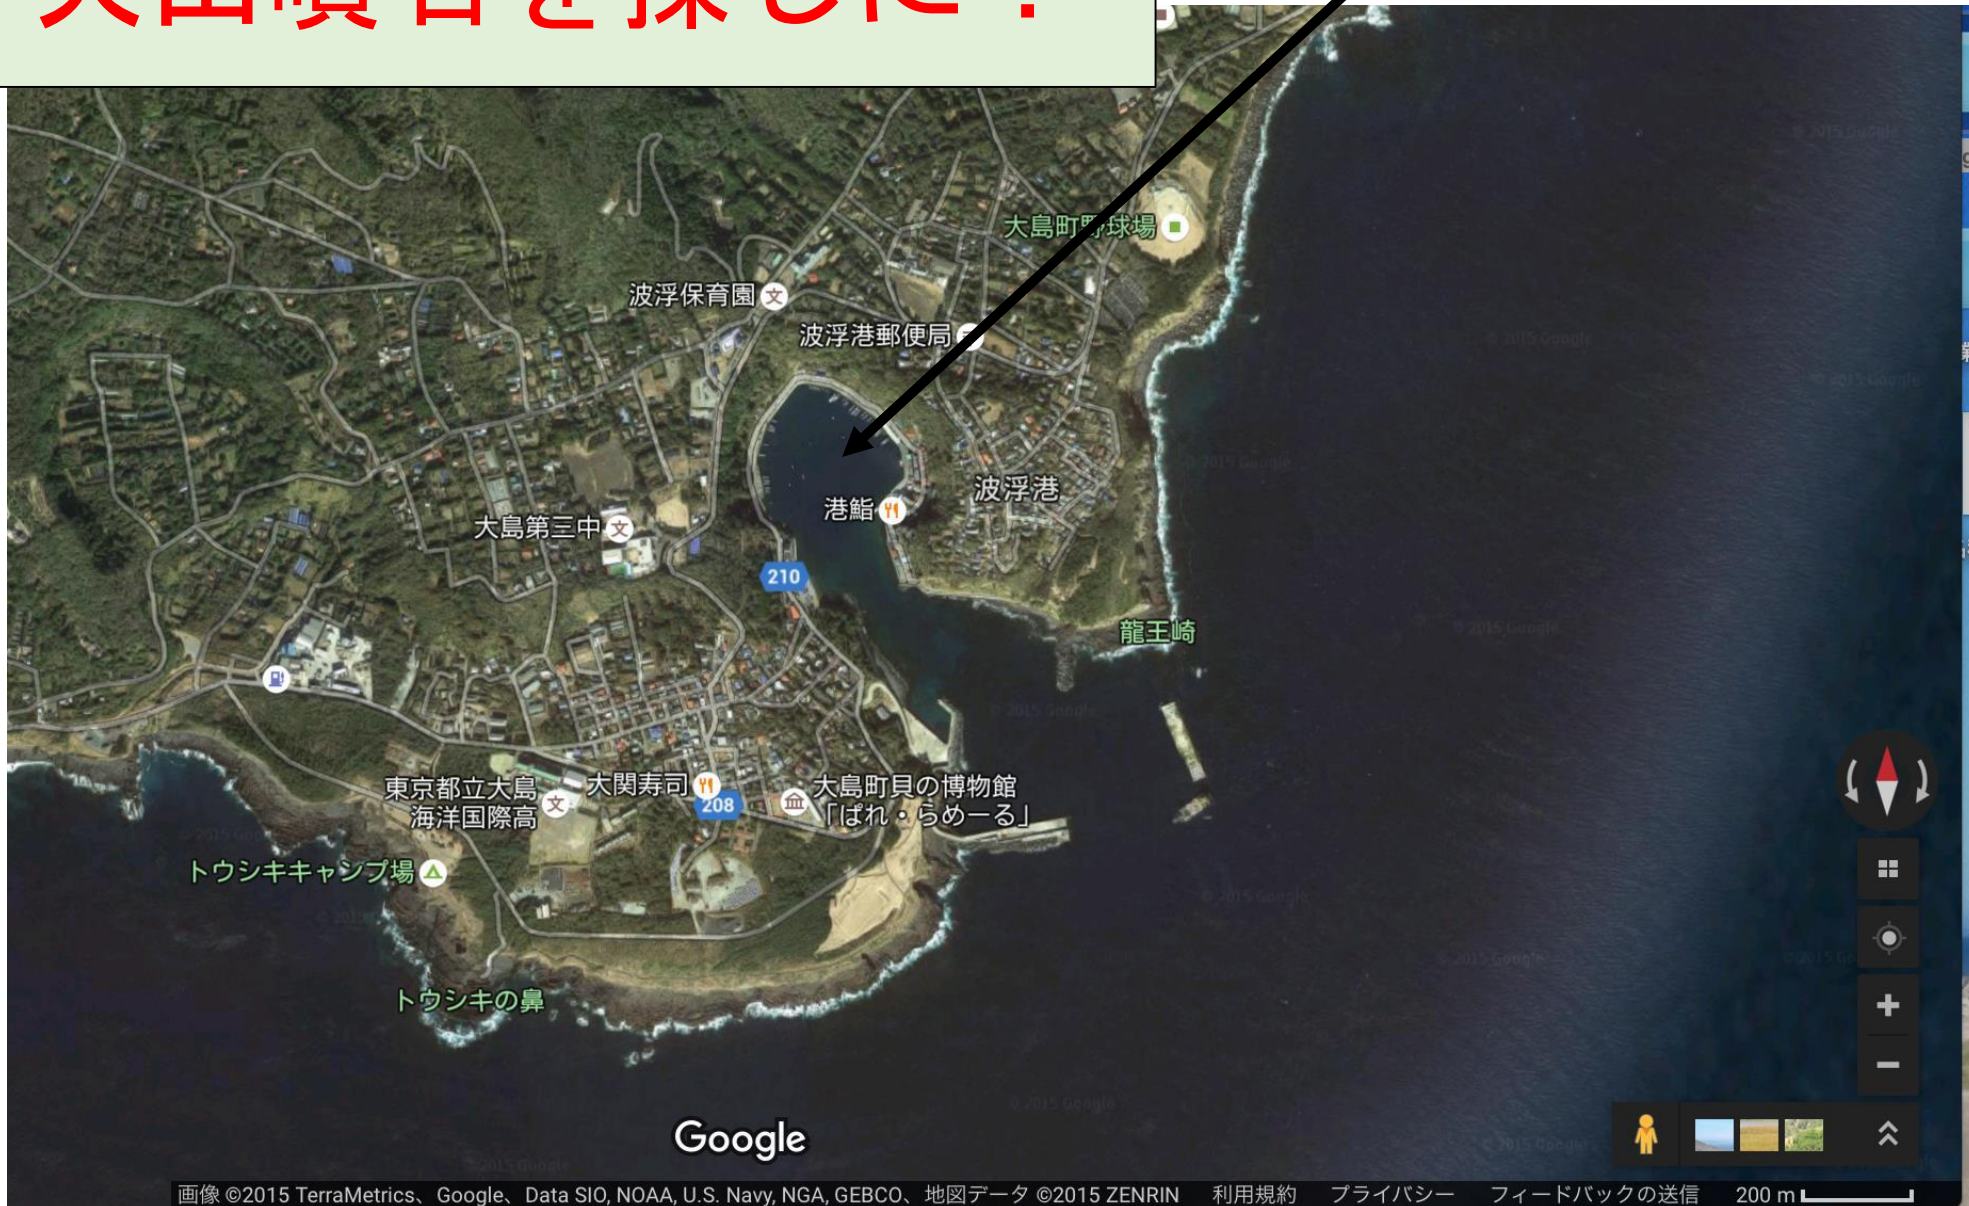 大島町野球場
波浮保育園
波浮港郵便局
波浮港
港鮨
大島第三中
210
龍王崎
東京都立大島
海洋国際高
大関寿司
208
大島町貝の博物館
「ぱれ・らめーる」
トウシキキャンプ場
トウシキの鼻
Google
画像 ©2015 TerraMetrics、Google、Data SIO, NOAA, U.S. Navy, NGA, GEBCO、地図データ ©2015 ZENRIN 利用規約 プライバシー フィードバックの送信 200 m